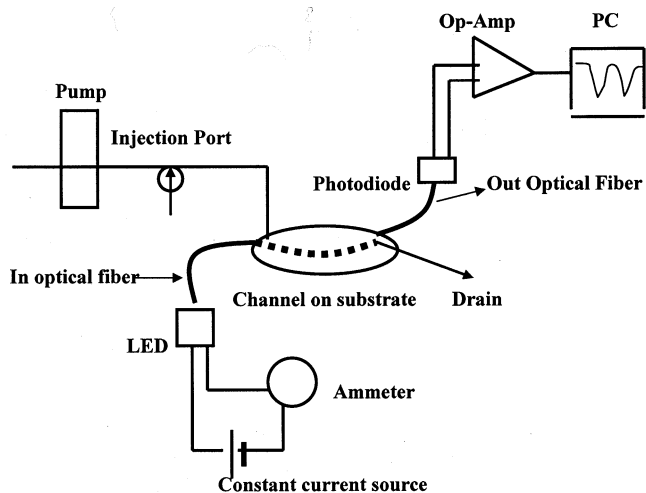 Op-Amp
PC
Pump
Injection Port
Photodiode
Out Optical Fiber
In optical fiber
Channel on substrate
Drain
LED
Ammeter
Constant current source